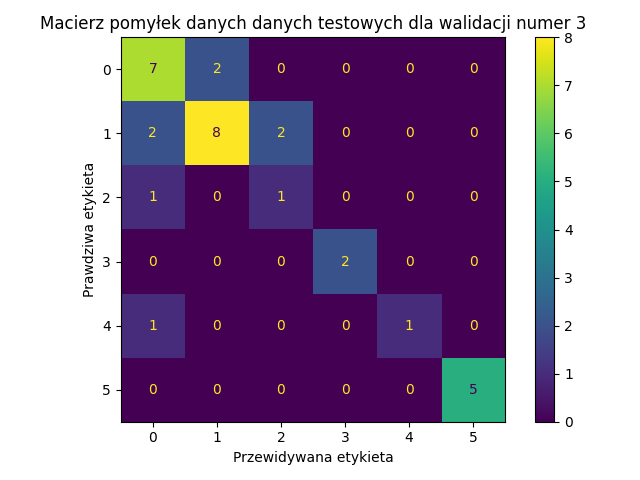 Macierz pomyłek danych danych testowych dla walidacji numer 3
Prawdziwa etykieta
0 7 2 0 0 0 0
1 2 8 2 0 0 0
2 1 0 1 0 0 0
3 0 0 0 2 0 0
4 1 0 0 0 1 0
5 0 0 0 0 0 5
0 1 2 3 4 5
Przewidywana etykieta
8
7
6
5
4
3
2
1
0